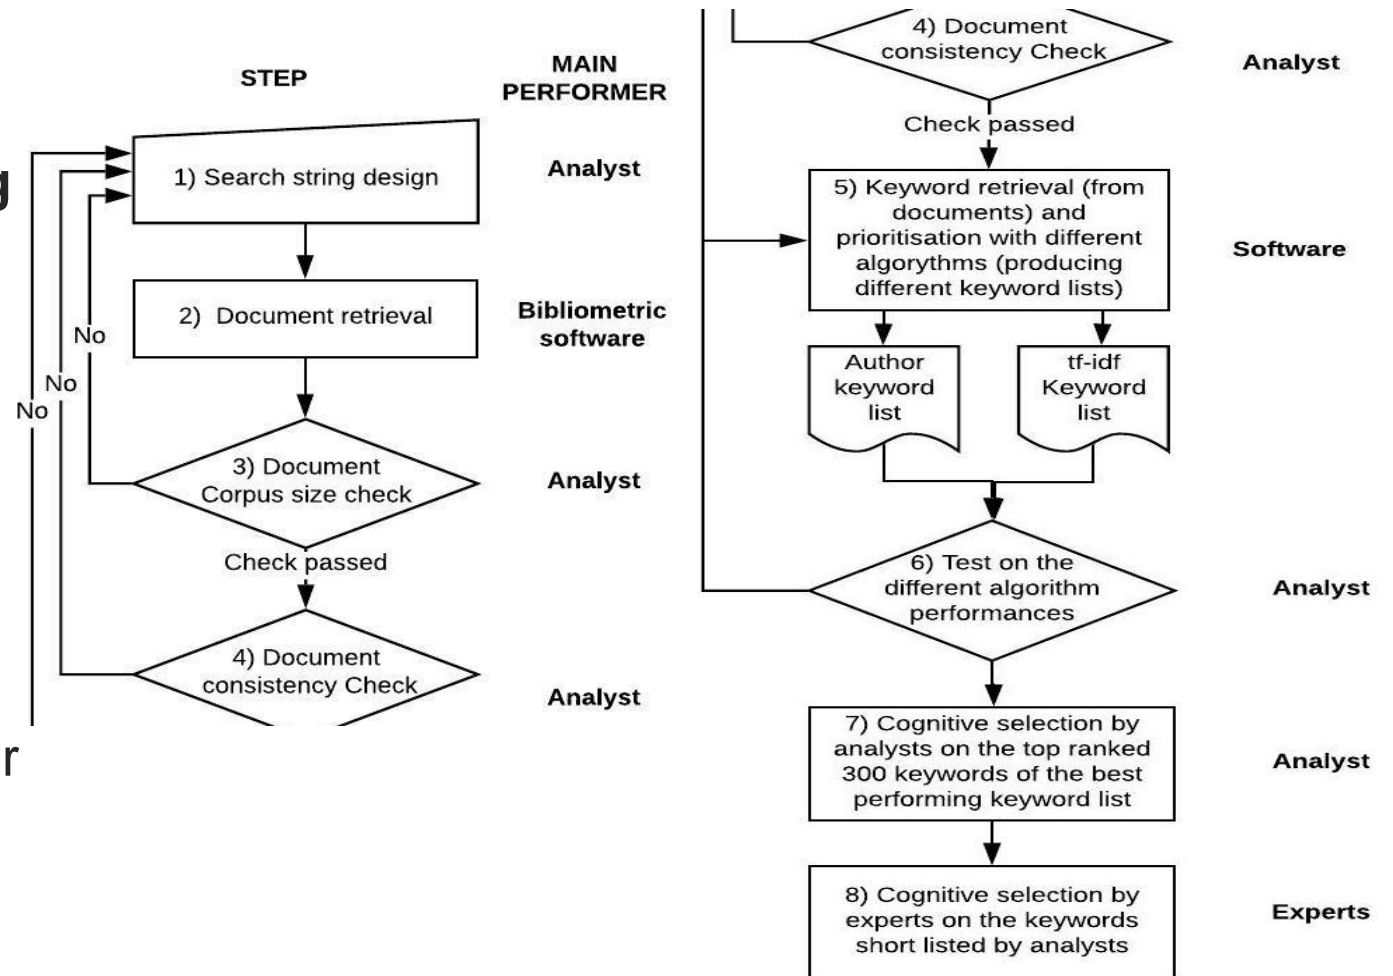 STEP
MAIN
PERFORMER
1) Search string design
Analyst
2) Document retrieval
Bibliometric
software
No
No
No
3) Document
Corpus size check
Analyst
Check passed
4) Document
consistency Check
Analyst
g
r
4) Document
consistency Check
Analyst
Check passed
5) Keyword retrieval (from
documents) and
prioritisation with different
algorythms (producing
different keyword lists)
Software
Author
keyword
list
tf-idf
Keyword
list
6) Test on the
different algorithm
performances
Analyst
7) Cognitive selection by
analysts on the top ranked
300 keywords of the best
performing keyword list
Analyst
8) Cognitive selection by
experts on the keywords
short listed by analysts
Experts